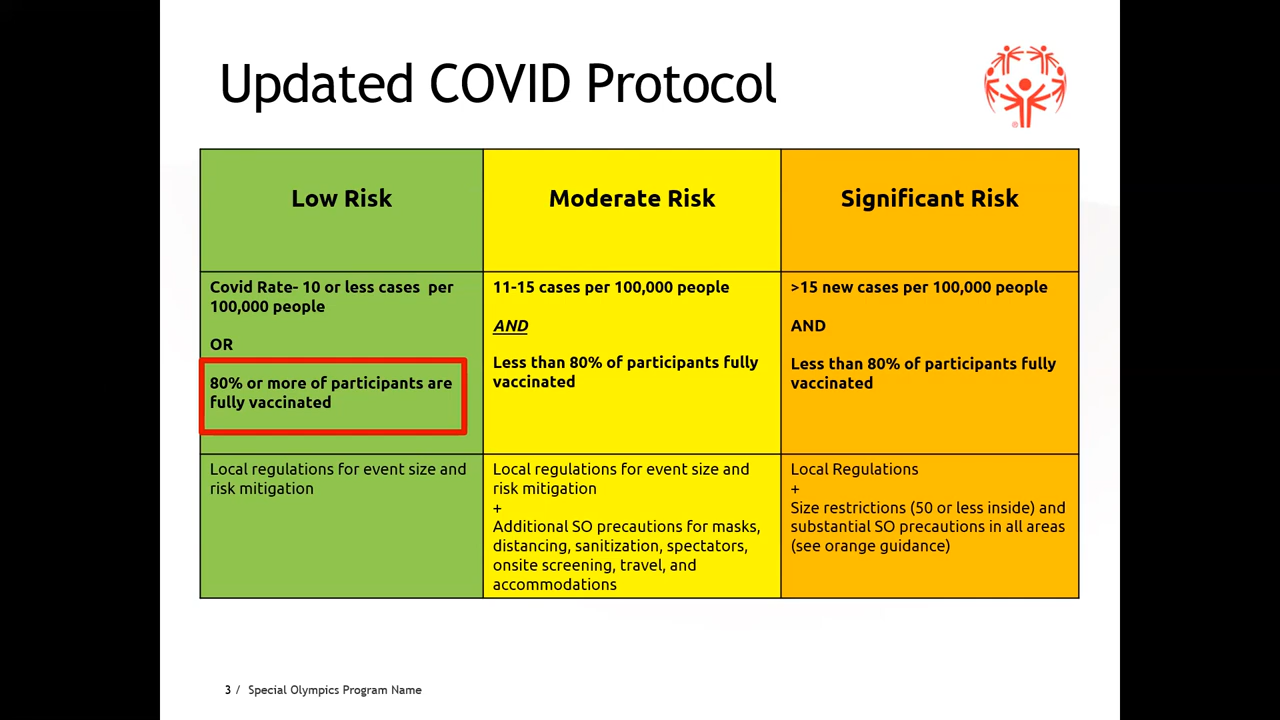 Updated COVID Protocol
Low Risk
Moderate Risk
Significant Risk
Covid Rate- 10 or less cases per
100,000 people
OR
80% or more of participants are
fully vaccinated
11-15 cases per 100,000 people
AND
Less than 80% of participants fully
vaccinated
>15 new cases per 100,000 people
AND
Less than 80% of participants fully
vaccinated
Local regulations for event size and
risk mitigation
Local regulations for event size and
risk mitigation
+
Additional SO precautions for masks,
distancing, sanitization, spectators,
onsite screening, travel, and
accommodations
Local Regulations
+
Size restrictions (50 or less inside) and
substantial SO precautions in all areas
(see orange guidance)
3 / Special Olympics Program Name